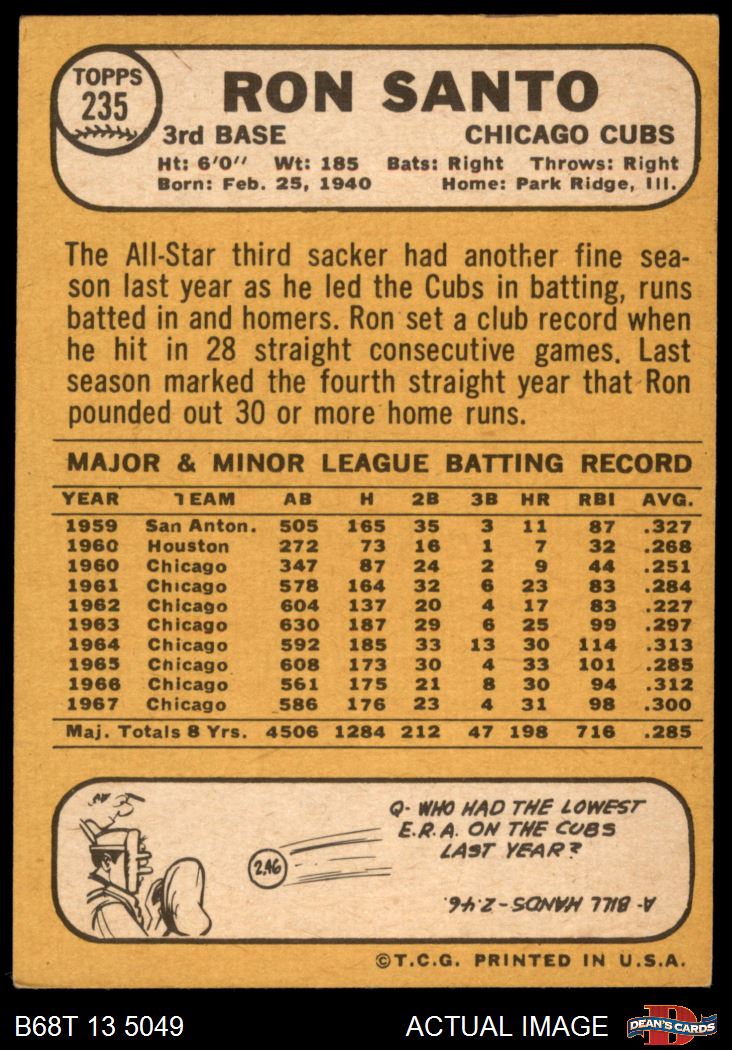 TOPPS
235
RON SANTO
3rd BASE CHICAGO CUBS
Ht: 6'0" Wt: 185 Bats: Right Throws: Right
Born: Feb. 25, 1940 Home: Park Ridge, Ill.
The All-Star third sacker had another fine sea-
son last year as he led the Cubs in batting, runs
batted in and homers. Ron set a club record when
he hit in 28 straight consecutive games. Last
season marked the fourth straight year that Ron
pounded out 30 or more home runs.
MAJOR & MINOR LEAGUE BATTING RECORD
YEAR TEAM AB H 2B 3B HR RBI AVG.
1959 San Anton. 505 165 35 3 11 87 .327
1960 Houston 272 73 16 1 7 32 .268
1960 Chicago 347 87 24 2 9 44 .251
1961 Chicago 578 164 32 6 23 83 .284
1962 Chicago 604 137 20 4 17 83 .227
1963 Chicago 630 187 29 6 25 99 .297
1964 Chicago 592 185 33 13 30 114 .313
1965 Chicago 608 173 30 4 33 101 .285
1966 Chicago 561 175 21 8 30 94 .312
1967 Chicago 586 176 23 4 31 98 .300
Maj. Totals 8 Yrs. 4506 1284 212 47 198 716 .285
Q- WHO HAD THE LOWEST
E.R.A. ON THE CUBS
LAST YEAR?
2.46
A- BILL HANDS-2.46.
©T.C.G. PRINTED IN U.S.A.
B68T 13 5049 ACTUAL IMAGE
D
DEAN'S CARDS